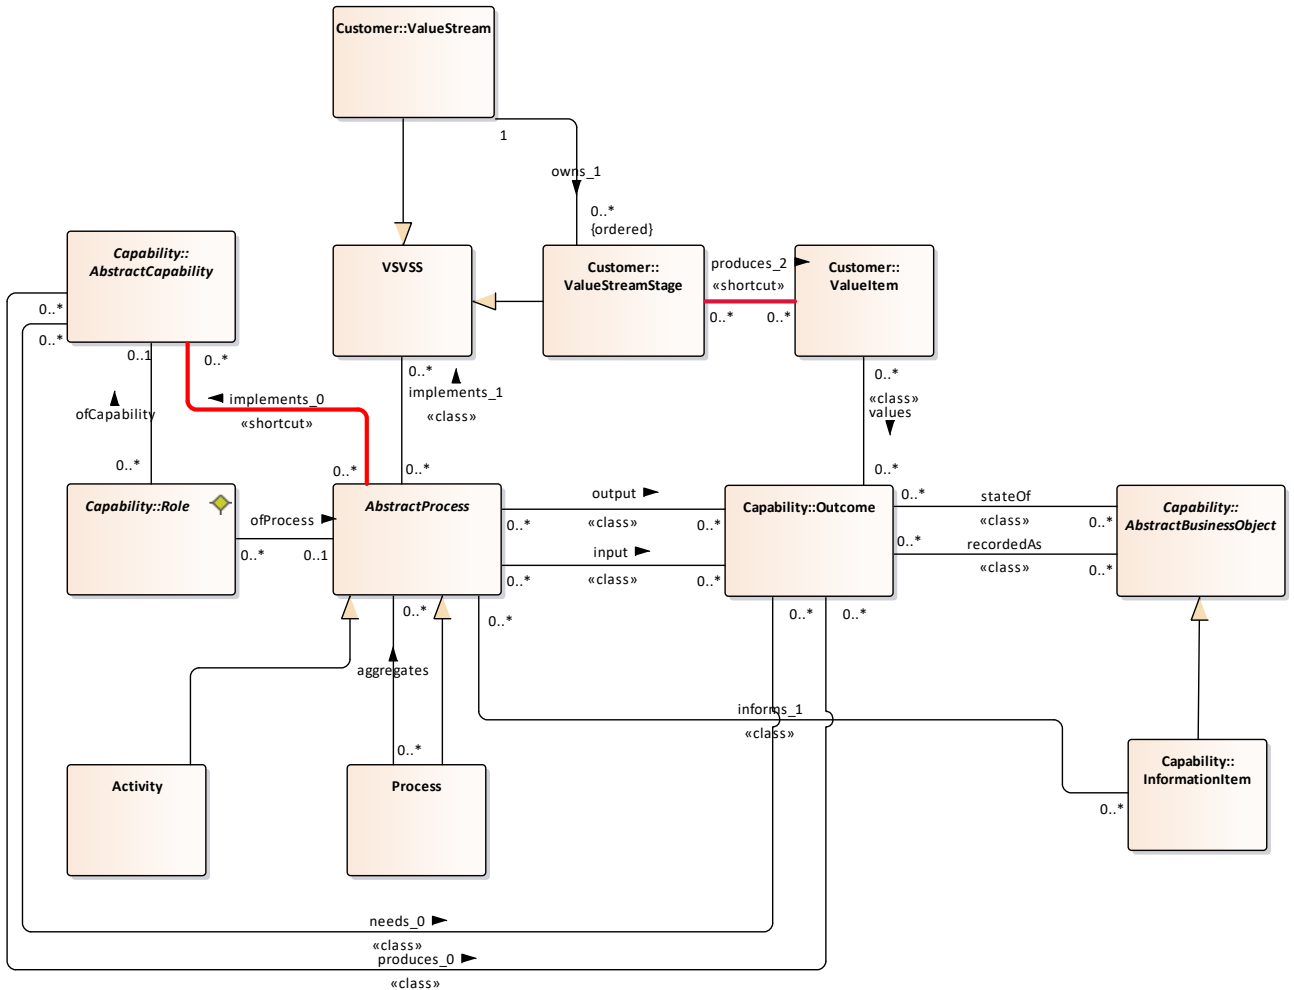 Customer::ValueStream
1
owns_1
0..*
{ordered}
Capability::
AbstractCapability
VSVSS
Customer::
ValueStreamStage
produces_2
«shortcut»
0..*
0..*
Customer::
ValueItem
0..*
0..*
0..1
0..*
ofCapability
0..*
implements_0
«shortcut»
0..*
0..*
implements_1
«class»
0..*
0..*
«class»
values
0..*
Capability::Role
ofProcess
0..*
0..1
AbstractProcess
output
«class»
0..*
0..*
input
«class»
0..*
0..*
Capability::Outcome
0..*
stateOf
«class»
0..*
0..*
recordedAs
«class»
0..*
Capability::
AbstractBusinessObject
0..*
0..*
0..*
0..*
aggregates
0..*
informs_1
«class»
0..*
Activity
Process
Capability::
InformationItem
needs_0
«class»
produces_0
«class»